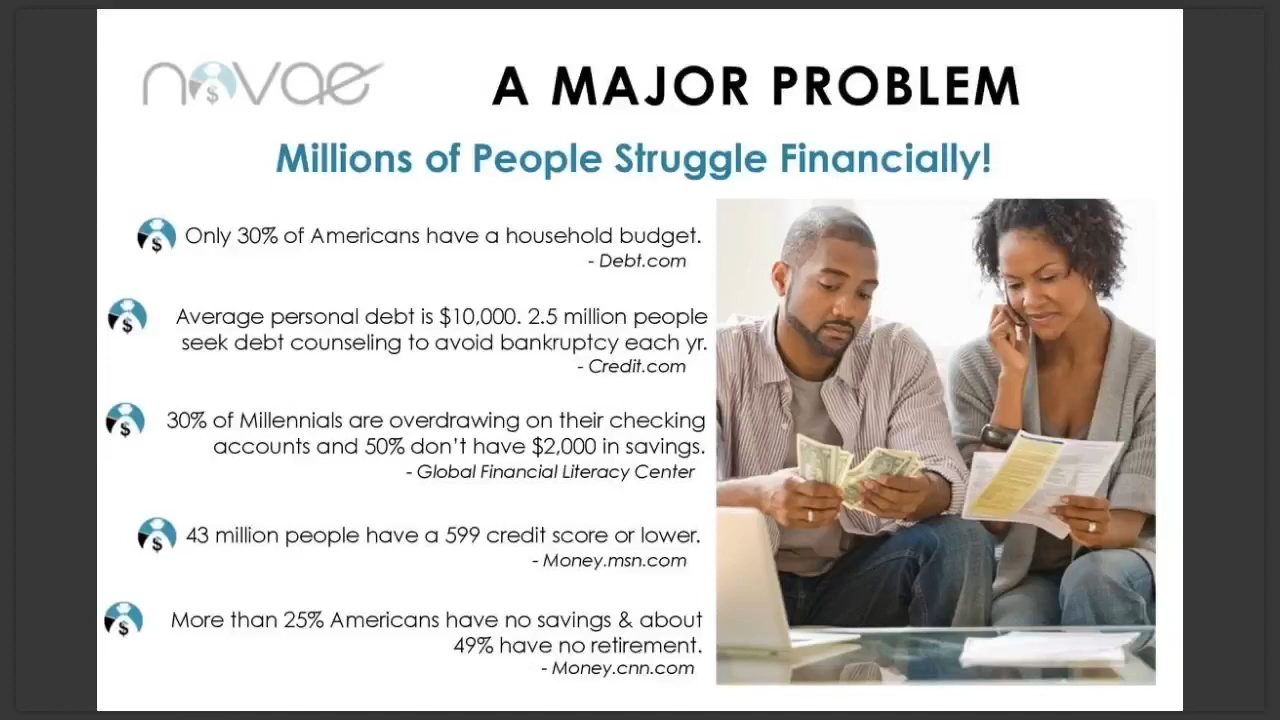 novae
A MAJOR PROBLEM
Millions of People Struggle Financially!
$ Only 30% of Americans have a household budget.
- Debt.com
$ Average personal debt is $10,000. 2.5 million people
seek debt counseling to avoid bankruptcy each yr.
- Credit.com
$ 30% of Millennials are overdrawing on their checking
accounts and 50% don't have $2,000 in savings.
- Global Financial Literacy Center
$ 43 million people have a 599 credit score or lower.
- Money.msn.com
$ More than 25% Americans have no savings & about
49% have no retirement.
- Money.cnn.com